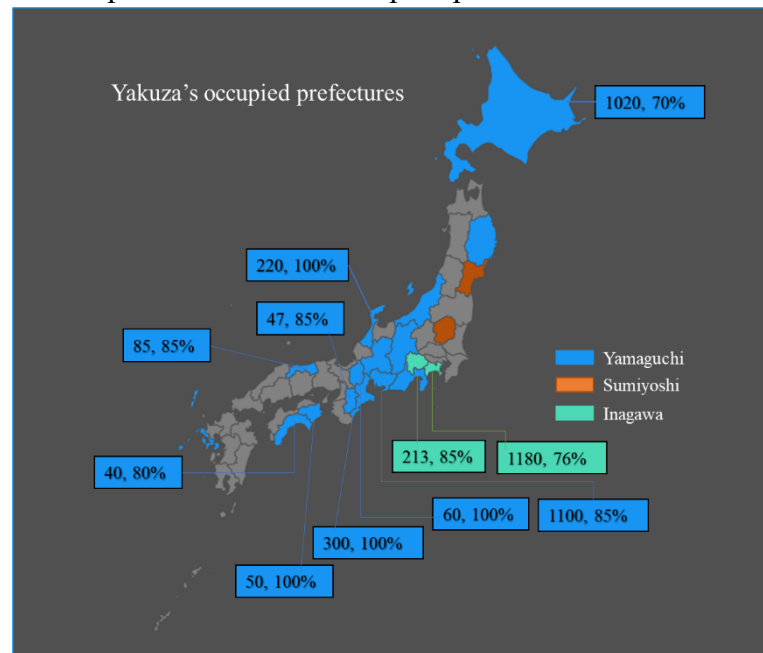 Yakuza’s occupied prefectures
1020, 70%
220, 100%
47, 85%
85, 85%
Yamaguchi
Sumiyoshi
Inagawa
213, 85%
1180, 76%
40, 80%
60, 100%
1100, 85%
300, 100%
50, 100%